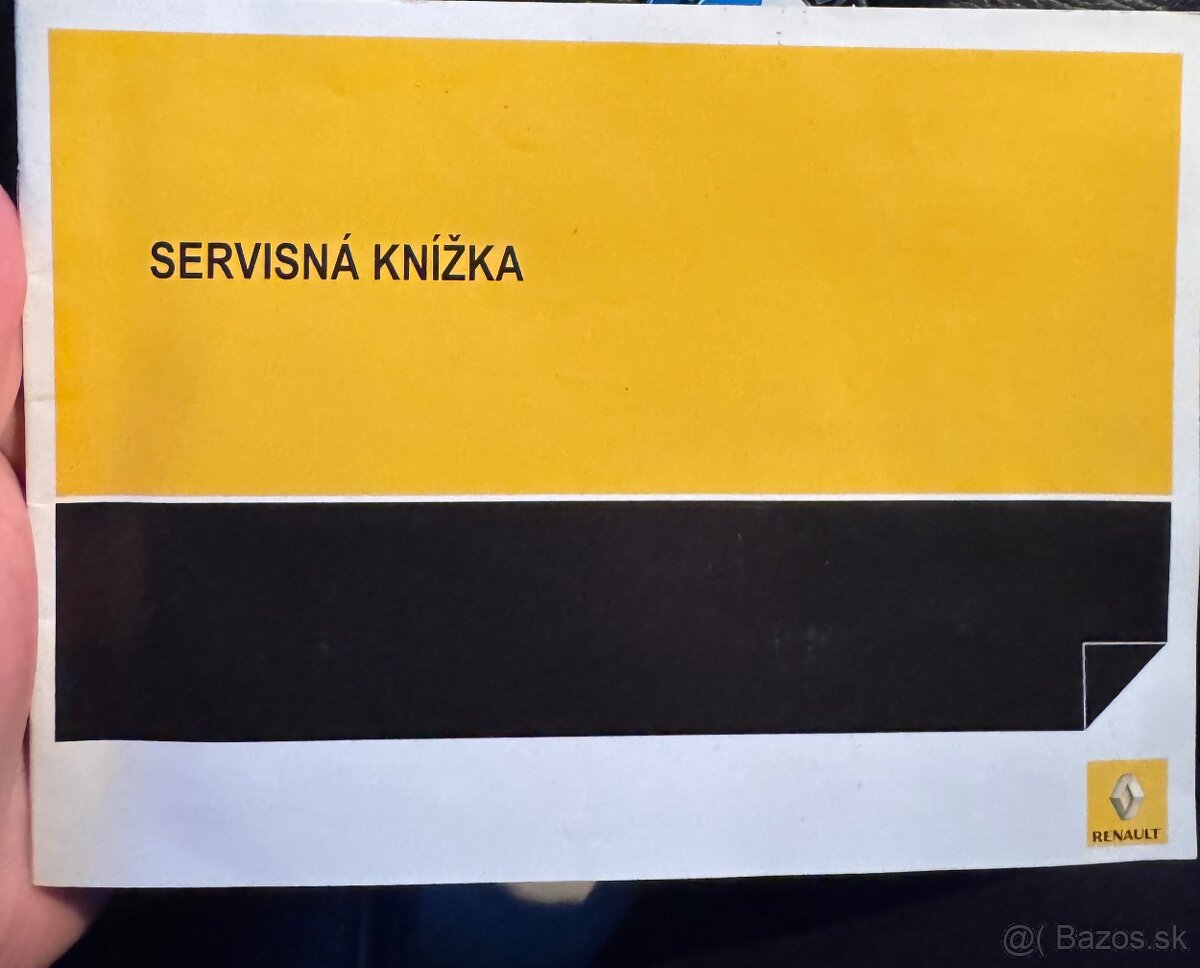 SERVISNÁ KNÍŽKA
RENAULT
@( Bazos.sk